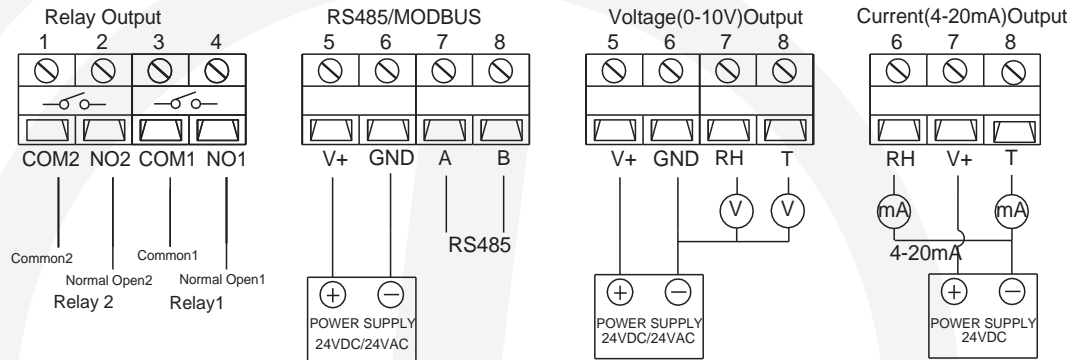 Relay Output
1 2 3 4
COM2 NO2 COM1 NO1
Common2
Common1
Normal Open2
Normal Open1
Relay 2
Relay1
RS485/MODBUS
5 6 7 8
V+ GND A B
RS485
+ −
POWER SUPPLY
24VDC/24VAC
Voltage(0-10V)Output
5 6 7 8
V+ GND RH T
V V
+ −
POWER SUPPLY
24VDC/24VAC
Current(4-20mA)Output
6 7 8
RH V+ T
mA mA
4-20mA
+ −
POWER SUPPLY
24VDC